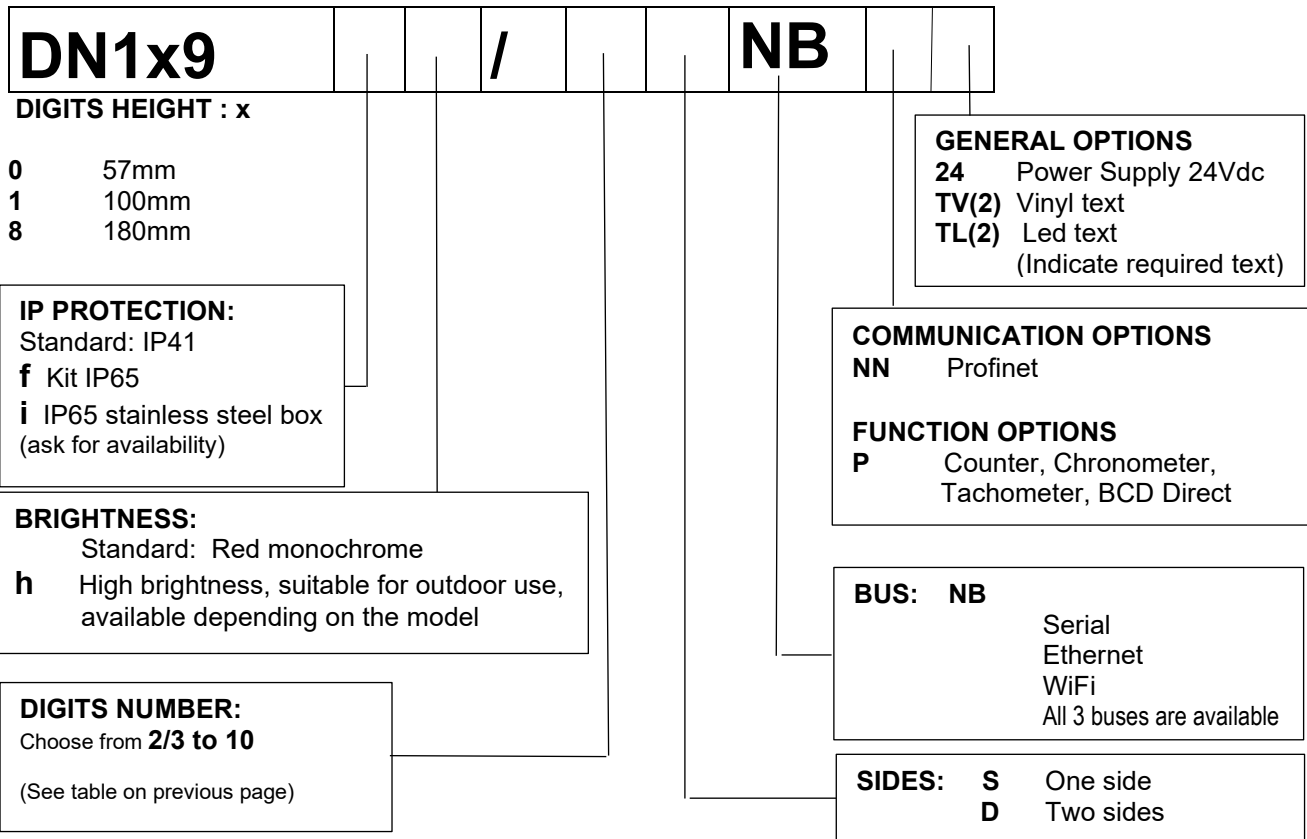 DN1x9 / NB
DIGITS HEIGHT : x
0 57mm
1 100mm
8 180mm
IP PROTECTION:
Standard: IP41
f Kit IP65
i IP65 stainless steel box
(ask for availability)
BRIGHTNESS:
Standard: Red monochrome
h High brightness, suitable for outdoor use,
available depending on the model
DIGITS NUMBER:
Choose from 2/3 to 10
(See table on previous page)
GENERAL OPTIONS
24 Power Supply 24Vdc
TV(2) Vinyl text
TL(2) Led text
(Indicate required text)
COMMUNICATION OPTIONS
NN Profinet
FUNCTION OPTIONS
P Counter, Chronometer,
Tachometer, BCD Direct
BUS: NB
Serial
Ethernet
WiFi
All 3 buses are available
SIDES: S One side
D Two sides